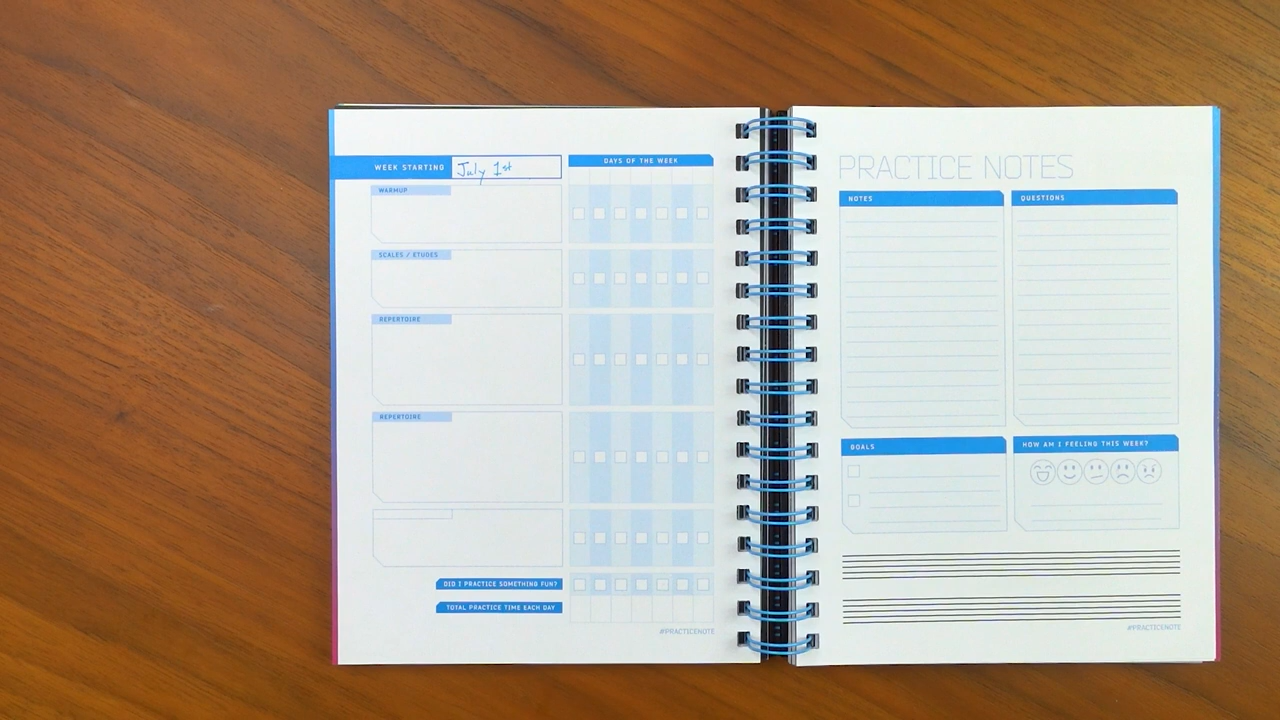 WEEK STARTING July 1st
DAYS OF THE WEEK
WARMUP
SCALES / ETUDES
REPERTOIRE
REPERTOIRE
DID I PRACTICE SOMETHING FUN?
TOTAL PRACTICE TIME EACH DAY
#PRACTICENOTE
PRACTICE NOTES
NOTES
QUESTIONS
GOALS
HOW AM I FEELING THIS WEEK?
#PRACTICENOTE